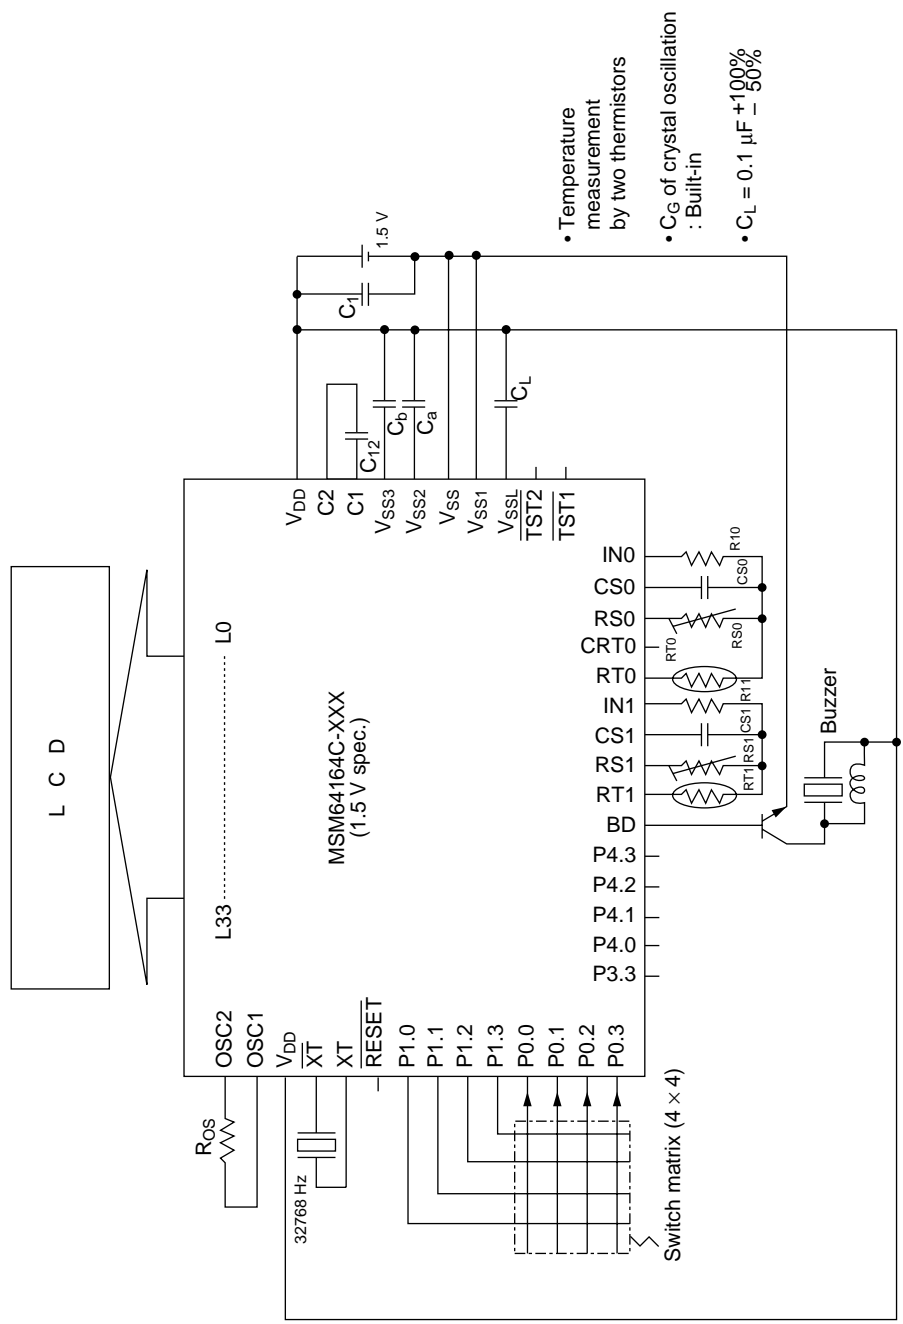 L C D
L33
L0
MSM64164C-XXX
(1.5 V spec.)
OSC2
OSC1
VDD
XT
XT
RESET
P1.0
P1.1
P1.2
P1.3
P0.0
P0.1
P0.2
P0.3
ROS
32768 Hz
Switch matrix (4 × 4)
P3.3
P4.0
P4.1
P4.2
P4.3
BD
RT1
RS1
CS1
IN1
RT0
CRT0
RS0
CS0
IN0
RT1
RS1
CS1
R11
RT0
RS0
CS0
R10
Buzzer
VDD
C2
C1
VSS3
VSS2
VSS
VSS1
VSSL
TST2
TST1
C12
Cb
Ca
CL
C1
1.5 V
• Temperature
measurement
by two thermistors
• CG of crystal oscillation
: Built-in
• CL = 0.1 µF +100%
– 50%